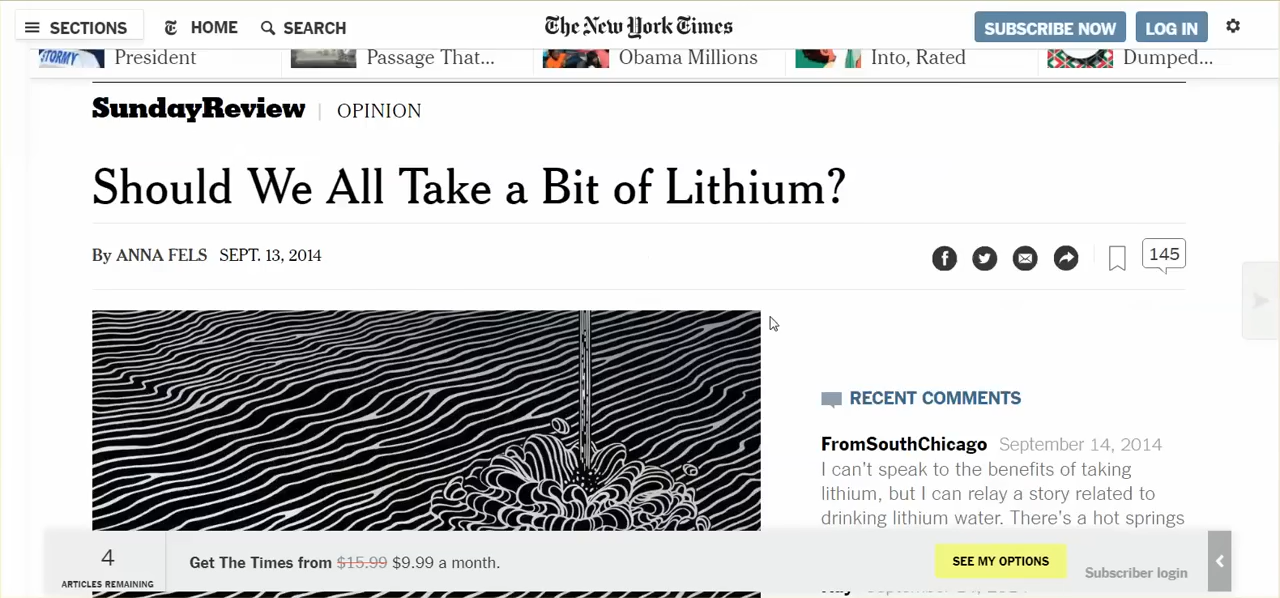 SECTIONS HOME SEARCH The New York Times SUBSCRIBE NOW LOG IN
President Passage That... Obama Millions Into, Rated Dumped...
SundayReview | OPINION
Should We All Take a Bit of Lithium?
By ANNA FELS SEPT. 13, 2014
145
RECENT COMMENTS
FromSouthChicago September 14, 2014
I can't speak to the benefits of taking
lithium, but I can relay a story related to
drinking lithium water. There's a hot springs
4
ARTICLES REMAINING
Get The Times from $15.99 $9.99 a month.
SEE MY OPTIONS
Subscriber login